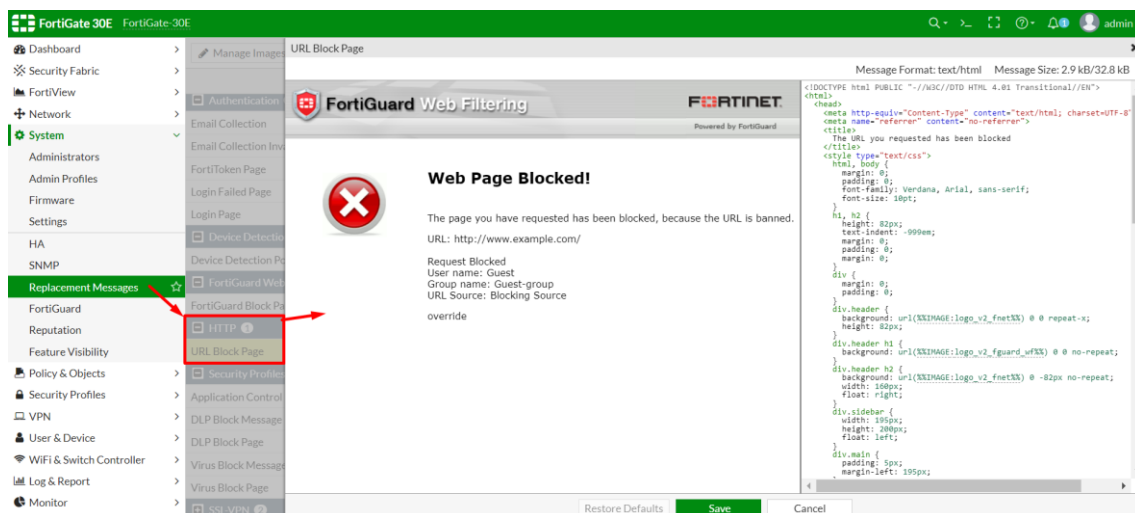 FortiGate 30E FortiGate-30E
admin
Dashboard
Security Fabric
FortiView
Network
System
Administrators
Admin Profiles
Firmware
Settings
HA
SNMP
Replacement Messages
FortiGuard
Reputation
Feature Visibility
Policy & Objects
Security Profiles
VPN
User & Device
WiFi & Switch Controller
Log & Report
Monitor
Manage Images
Authentication
Email Collection
Email Collection Inv
FortiToken Page
Login Failed Page
Login Page
Device Detectio
Device Detection Po
FortiGuard Web
FortiGuard Block Pa
HTTP 1
URL Block Page
Security Profiles
Application Control
DLP Block Message
DLP Block Page
Virus Block Message
Virus Block Page
SSL-VPN 2
URL Block Page
Message Format: text/html Message Size: 2.9 kB/32.8 kB
FortiGuard Web Filtering
FORTINET
Powered by FortiGuard
Web Page Blocked!
The page you have requested has been blocked, because the URL is banned.
URL: http://www.example.com/
Request Blocked
User name: Guest
Group name: Guest-group
URL Source: Blocking Source
override
<!DOCTYPE html PUBLIC "-//W3C//DTD HTML 4.01 Transitional//EN">
<html>
<head>
<meta http-equiv="Content-Type" content="text/html; charset=UTF-8"
<meta name="referrer" content="no-referrer">
<title>
The URL you requested has been blocked
</title>
<style type="text/css">
html, body {
margin: 0;
padding: 0;
font-family: Verdana, Arial, sans-serif;
font-size: 10pt;
}
h1, h2 {
height: 82px;
text-indent: -999em;
margin: 0;
padding: 0;
margin: 0;
}
div {
margin: 0;
padding: 0;
}
div.header {
background: url(%%IMAGE:logo_v2_fnet%%) 0 0 repeat-x;
height: 82px;
}
div.header h1 {
background: url(%%IMAGE:logo_v2_fguard_wf%%) 0 0 no-repeat;
}
div.header h2 {
background: url(%%IMAGE:logo_v2_fnet%%) 0 -82px no-repeat;
width: 160px;
float: right;
}
div.sidebar {
width: 195px;
height: 200px;
float: left;
}
div.main {
padding: 5px;
margin-left: 195px;
Restore Defaults
Save
Cancel